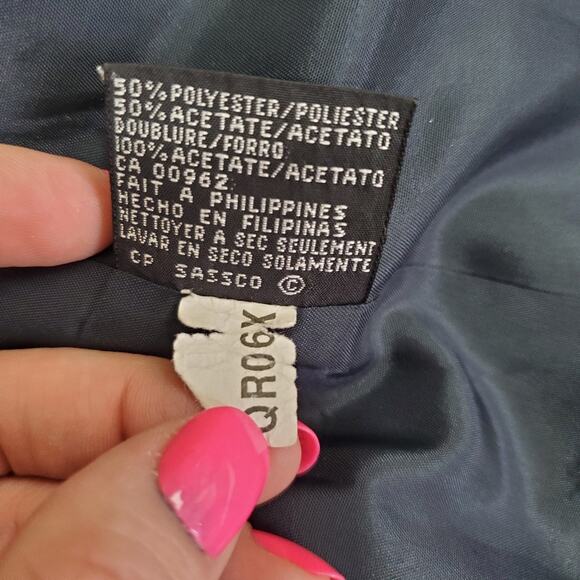 50% POLYESTER/POLIESTER
50% ACETATE/ACETATO
DOUBLURE/FORRO
100% ACETATE/ACETATO
CA 00962
FAIT A PHILIPPINES
HECHO EN FILIPINAS
NETTOYER A SEC SEULEMENT
LAVAR EN SECO SOLAMENTE
CP SASSCO ©
QR06X